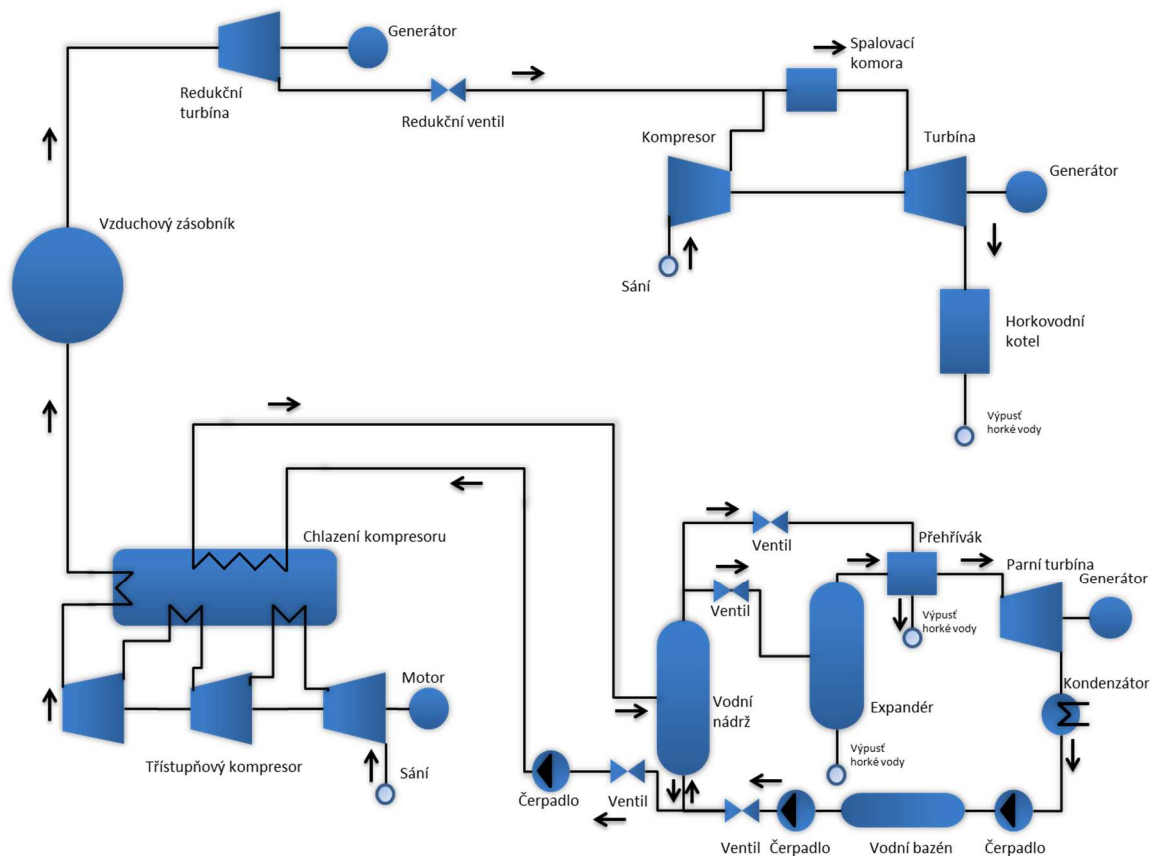 Generátor
Spalovací
komora
Redukční
turbína
Redukční ventil
Kompresor
Turbína
Generátor
Vzduchový zásobník
Sání
Horkovodní
kotel
Výpusť
horké vody
Chlazení kompresoru
Ventil
Přehřívák
Parní turbína
Generátor
Ventil
Výpusť
horké vody
Motor
Vodní
nádrž
Expandér
Kondenzátor
Třístupňový kompresor
Sání
Čerpadlo
Ventil
Výpusť
horké vody
Ventil
Čerpadlo
Vodní bazén
Čerpadlo